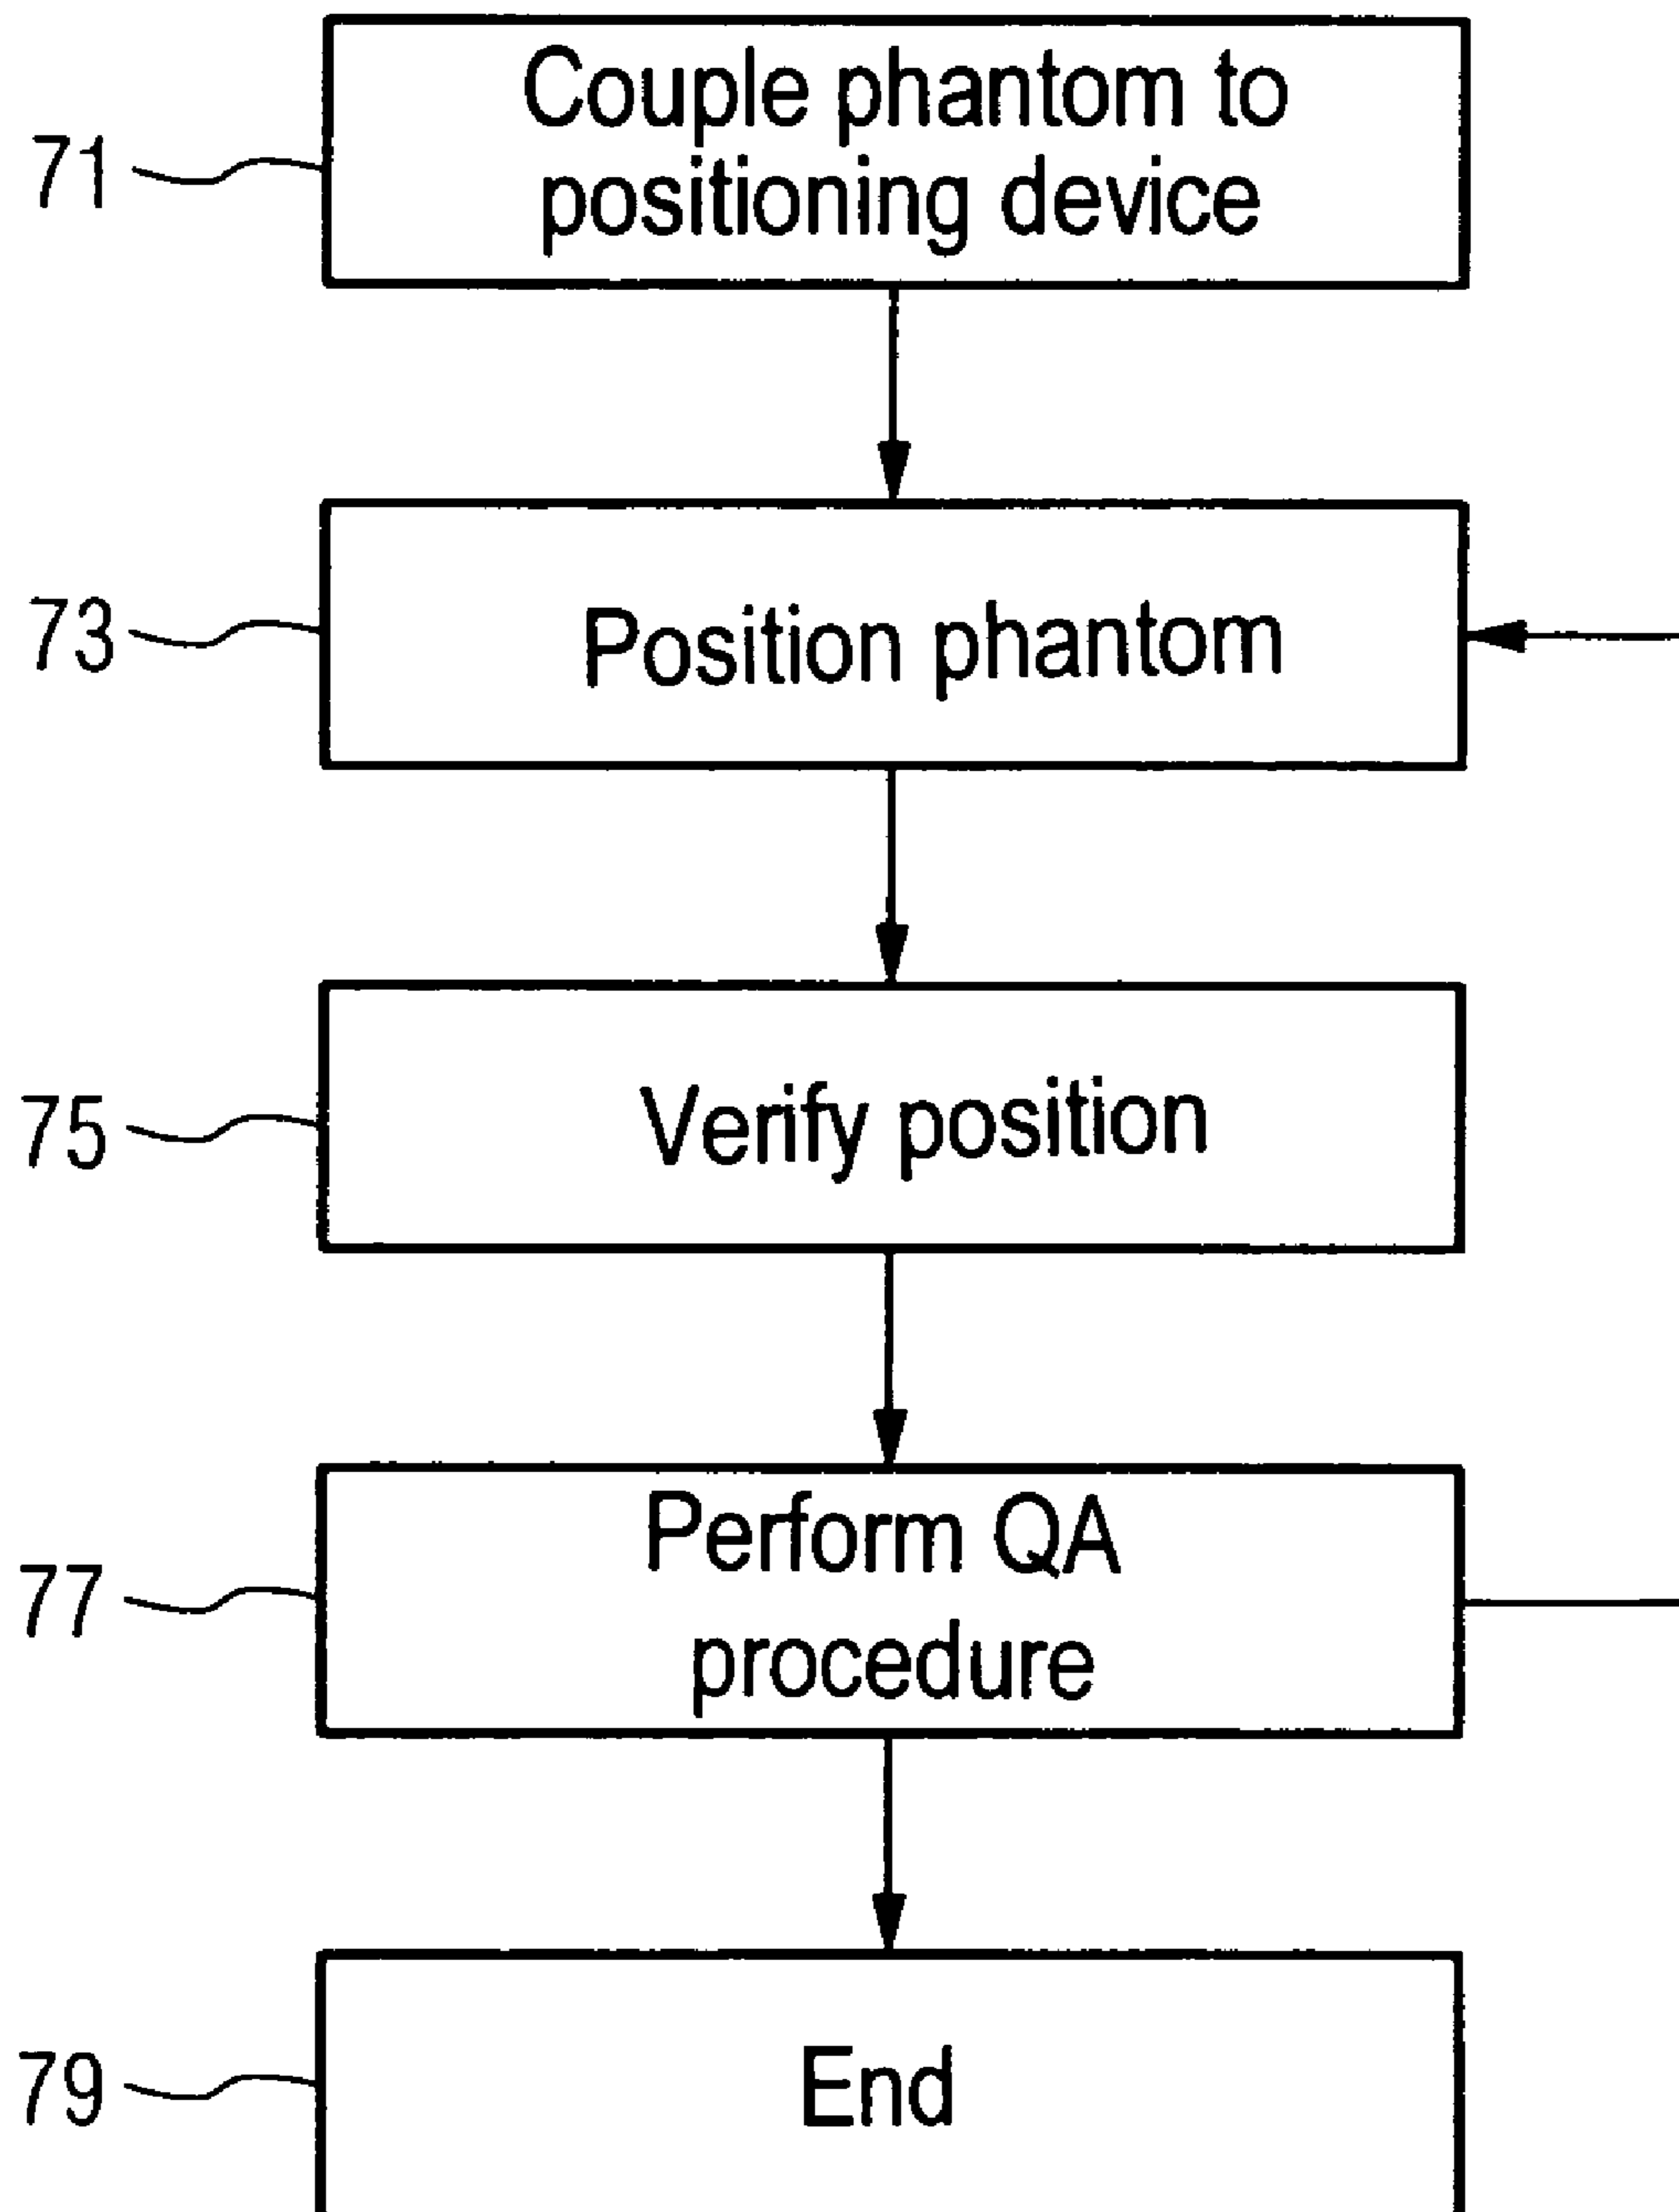 Couple phantom to
positioning device
71
Position phantom
73
Verify position
75
Perform QA
procedure
77
End
79